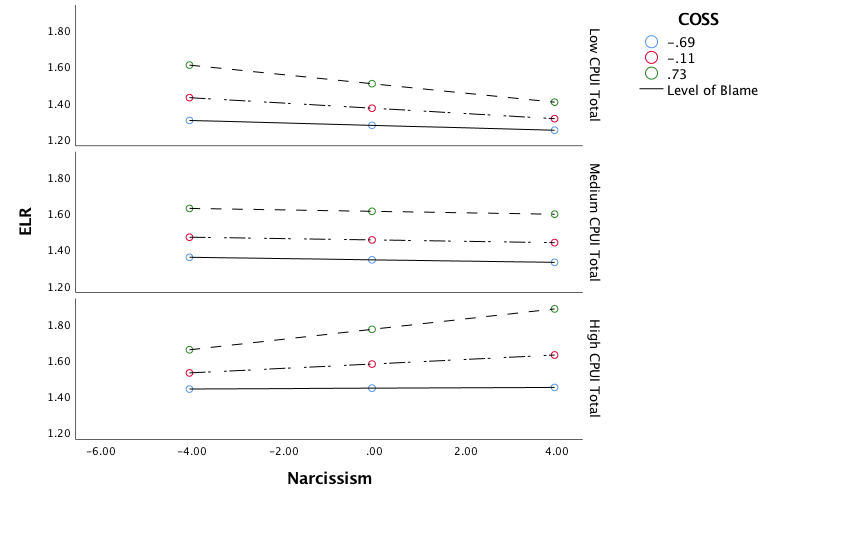 COSS
-.69
-.11
.73
Level of Blame
ELR
1.80
1.60
1.40
1.20
Low CPUI Total
1.80
1.60
1.40
1.20
Medium CPUI Total
1.80
1.60
1.40
1.20
High CPUI Total
-6.00 -4.00 -2.00 .00 2.00 4.00
Narcissism